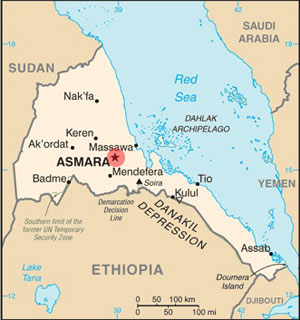 39
42
SAUDI
ARABIA
18
SUDAN
Red
Sea
Nak'fa
DAHLAK
ARCHIPELAGO
Keren
Massawa
Ak'ordat
ASMARA
15
Badme
Mendefera
Soira
Tio
YEMEN
Kulul
Southern limit of the
former UN Temporary
Security Zone
Demarcation
Decision
Line
DANAKIL
DEPRESSION
Assab
Lake
Tana
ETHIOPIA
Doumera
Island
0 50 100 km
0 50 100 mi
DJIBOUTI